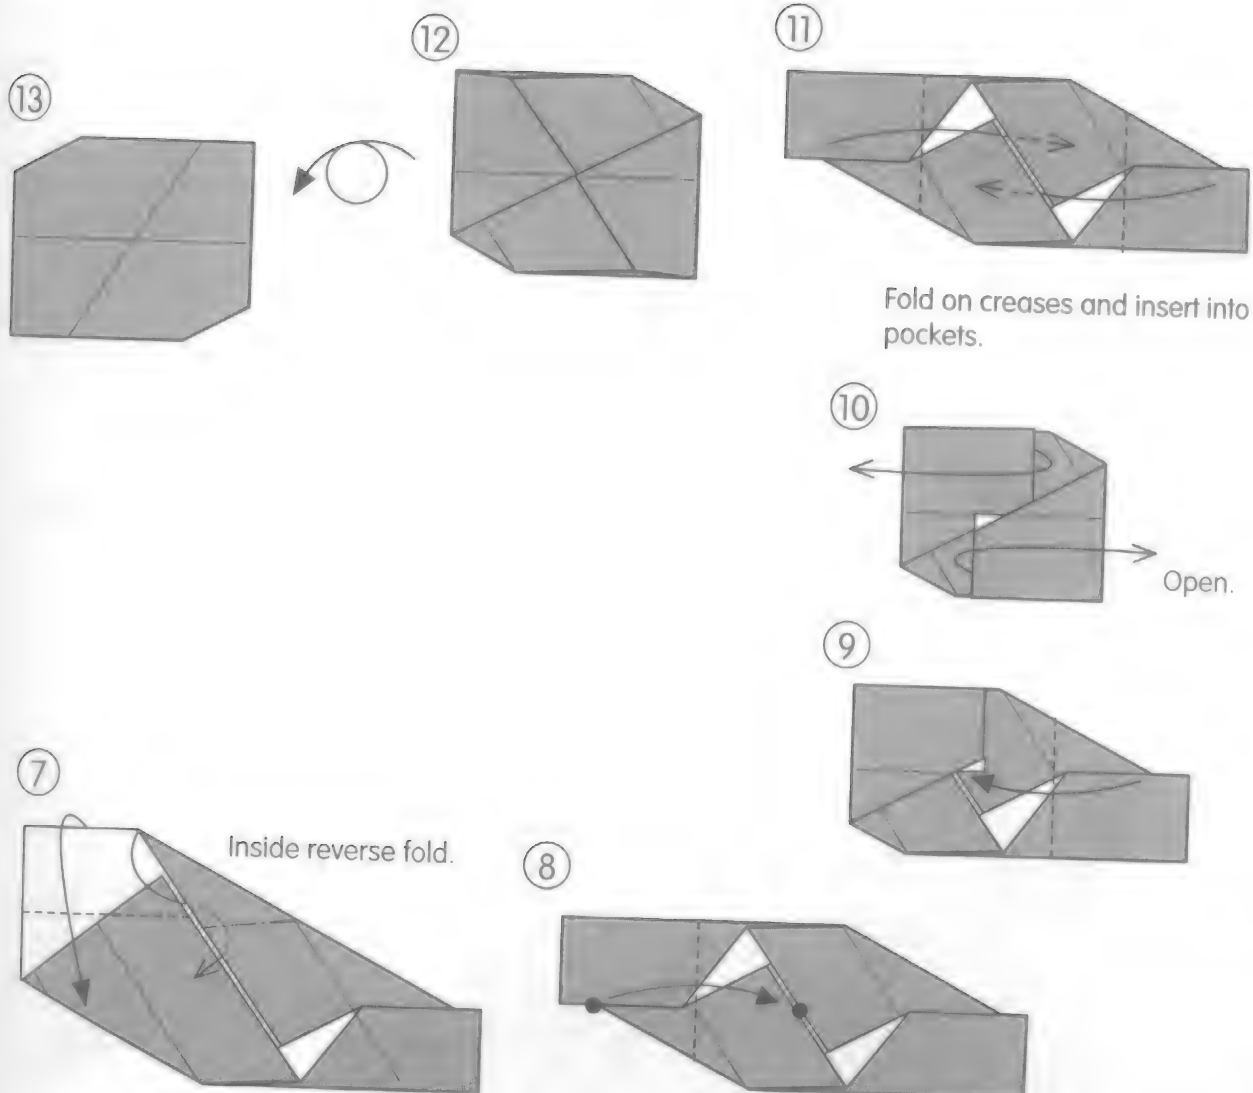 13
12
11
Fold on creases and insert into
pockets.
10
Open.
9
7
Inside reverse fold.
8